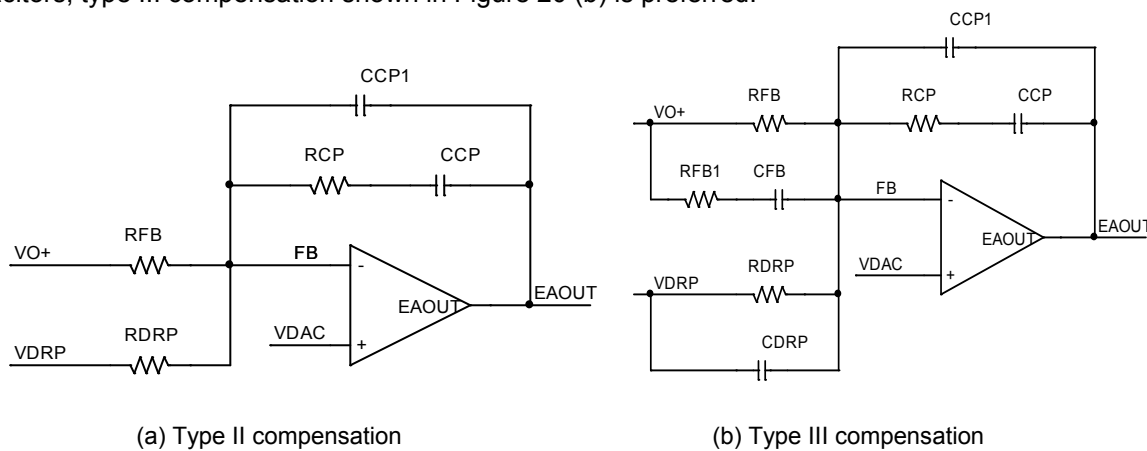 type III compensation shown in Figure 20 (b) is preferred.
CCP1
RCP
CCP
RFB
VO+
FB
EAOUT
EAOUT
VDAC
RDRP
VDRP
-
+
(a) Type II compensation
CCP1
RFB
RCP
CCP
VO+
RFB1
CFB
FB
EAOUT
EAOUT
VDAC
RDRP
VDRP
CDRP
-
+
(b) Type III compensation